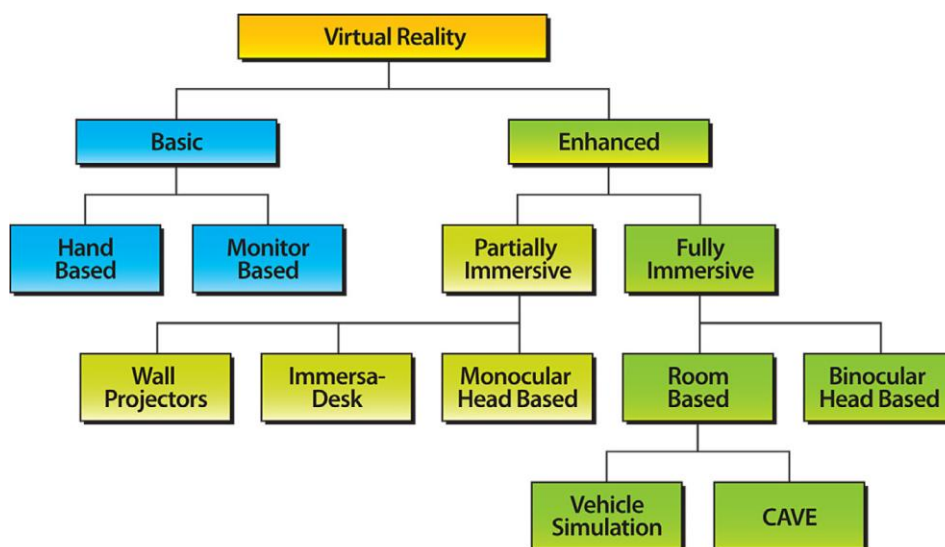 Virtual Reality
Basic
Enhanced
Hand
Based
Monitor
Based
Partially
Immersive
Fully
Immersive
Wall
Projectors
Immersa-
Desk
Monocular
Head Based
Room
Based
Binocular
Head Based
Vehicle
Simulation
CAVE